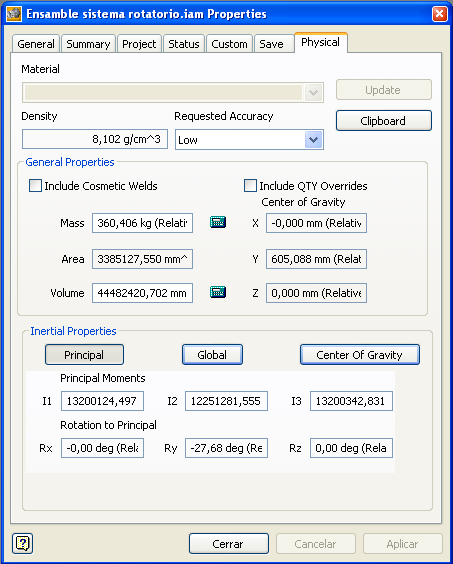 Ensamble sistema rotatorio.iam Properties
General Summary Project Status Custom Save Physical
Material
Update
Density Requested Accuracy
Clipboard
8,102 g/cm^3 Low
General Properties
Include Cosmetic Welds Include QTY Overrides
Center of Gravity
Mass 360,406 kg (Relativ X -0,000 mm (Relativ
Area 3385127,550 mm^ Y 605,088 mm (Relat
Volume 44482420,702 mm Z 0,000 mm (Relative
Inertial Properties
Principal Global Center Of Gravity
Principal Moments
I1 13200124,497 I2 12251281,555 I3 13200342,831
Rotation to Principal
Rx -0,00 deg (Rela Ry -27,68 deg (Re Rz 0,00 deg (Rela
? Cerrar Cancelar Aplicar